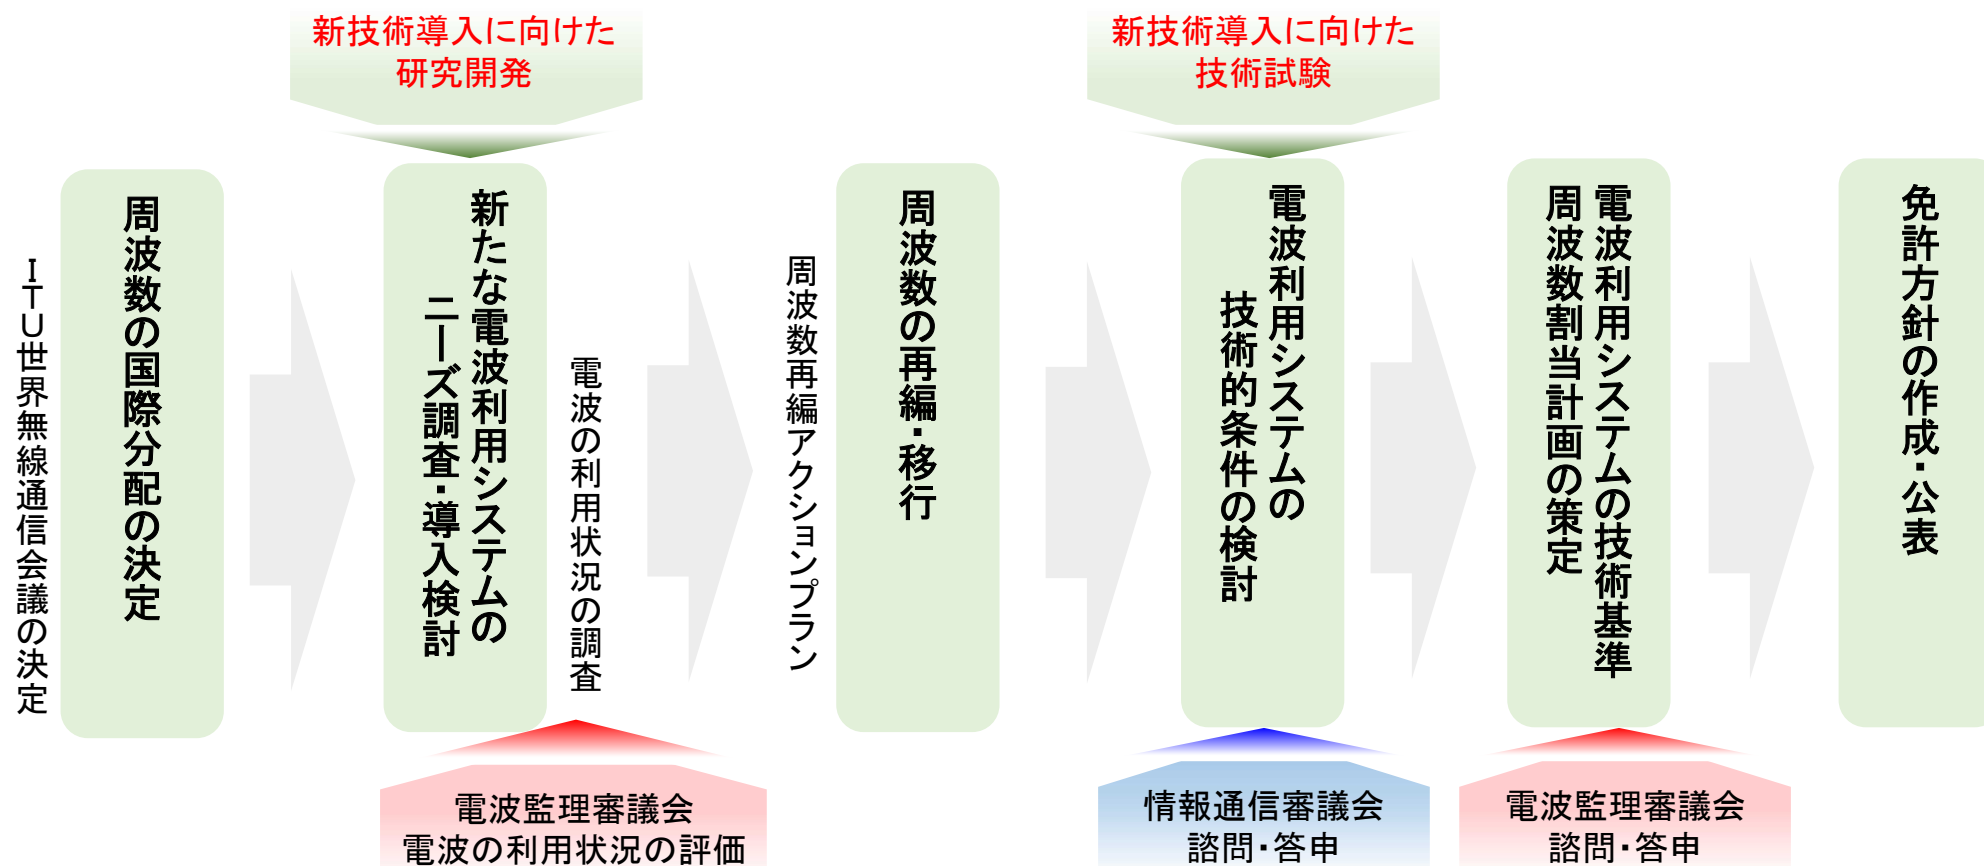 新技術導入に向けた
研究開発
新技術導入に向けた
技術試験
ITU世界無線通信会議の決定
周波数の国際分配の決定
新たな電波利用システムの
ニーズ調査・導入検討
電波の利用状況の調査
周波数再編アクションプラン
周波数の再編・移行
電波利用システムの
技術的条件の検討
電波利用システムの技術基準
周波数割当計画の策定
免許方針の作成・公表
電波監理審議会
電波の利用状況の評価
情報通信審議会
諮問・答申
電波監理審議会
諮問・答申